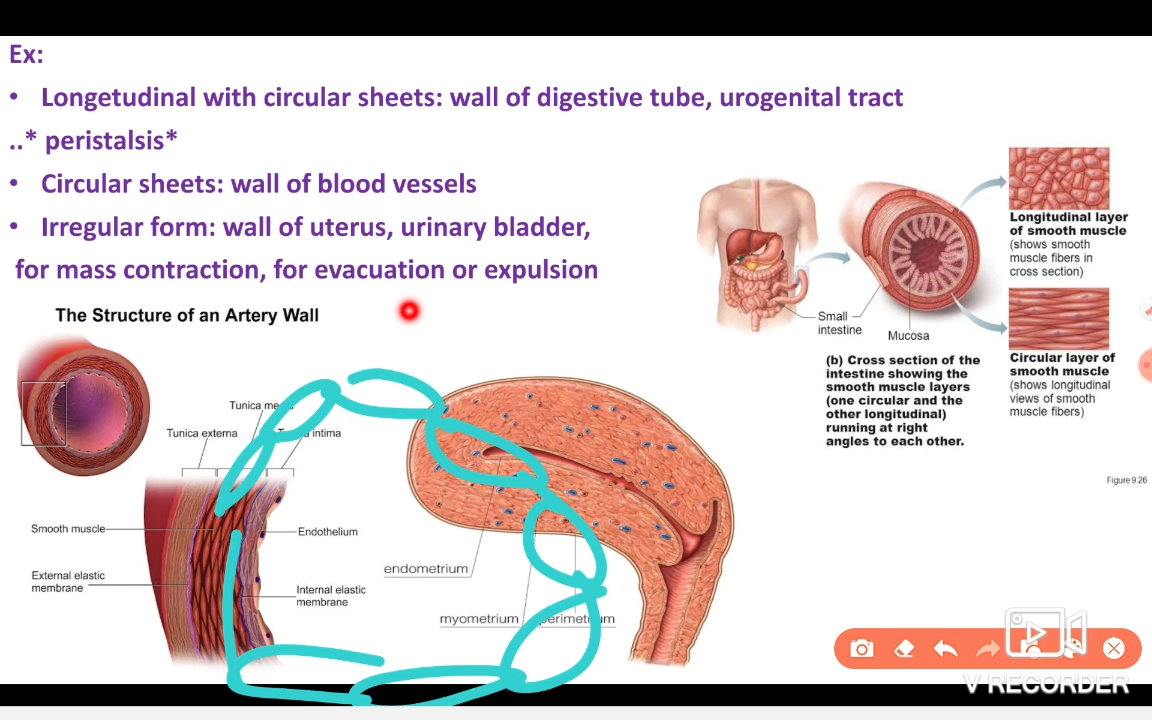 Ex:
• Longetudinal with circular sheets: wall of digestive tube, urogenital tract
..* peristalsis*
• Circular sheets: wall of blood vessels
• Irregular form: wall of uterus, urinary bladder,
for mass contraction, for evacuation or expulsion
The Structure of an Artery Wall
Tunica externa
Smooth muscle
External elastic
membrane
Endothelium
Internal elastic
membrane
endometrium
myometrium
perimetrium
Small
intestine
Mucosa
Longitudinal layer
of smooth muscle
(shows smooth
muscle fibers in
cross section)
Circular layer of
smooth muscle
(shows longitudinal
views of smooth
muscle fibers)
(b) Cross section of the
intestine showing the
smooth muscle layers
(one circular and the
other longitudinal)
running at right
angles to each other.
Figure 9.26
V RECORDER